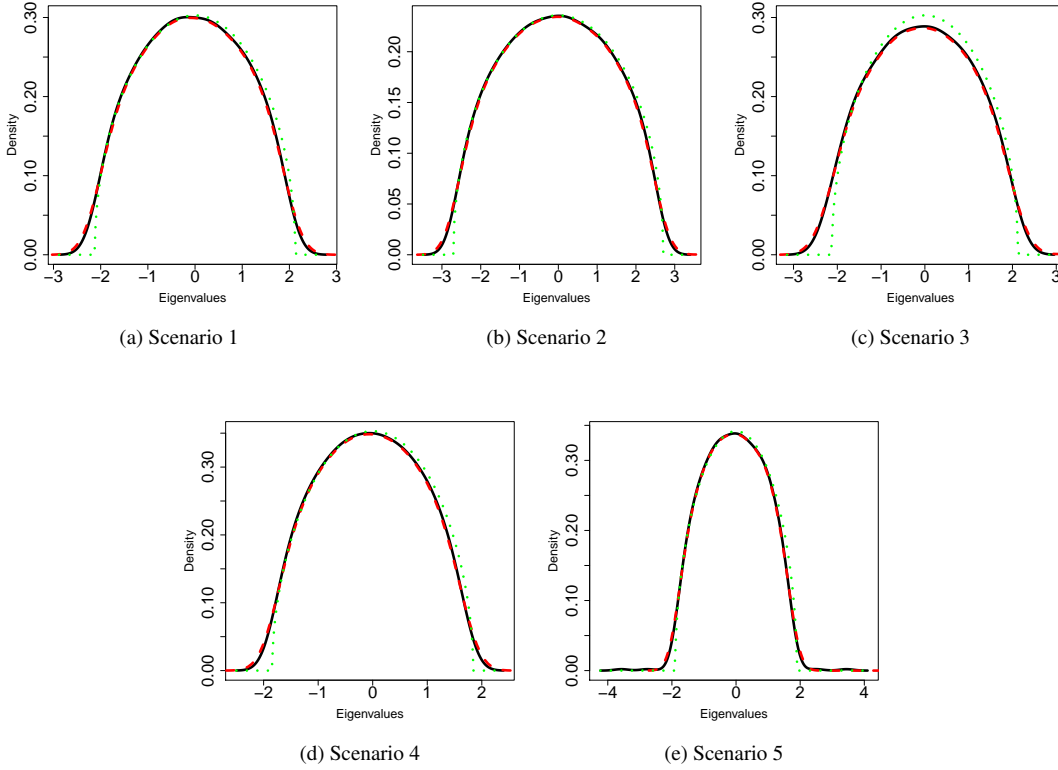 0.30
0.20
0.10
0.00
Density
−3 −2 −1 0 1 2 3
Eigenvalues
(a) Scenario 1
0.20
0.15
0.10
0.05
0.00
Density
−3 −2 −1 0 1 2 3
Eigenvalues
(b) Scenario 2
0.30
0.20
0.10
0.00
Density
−3 −2 −1 0 1 2 3
Eigenvalues
(c) Scenario 3
0.30
0.20
0.10
0.00
Density
−2 −1 0 1 2
Eigenvalues
(d) Scenario 4
0.30
0.20
0.10
0.00
Density
−4 −2 0 2 4
Eigenvalues
(e) Scenario 5